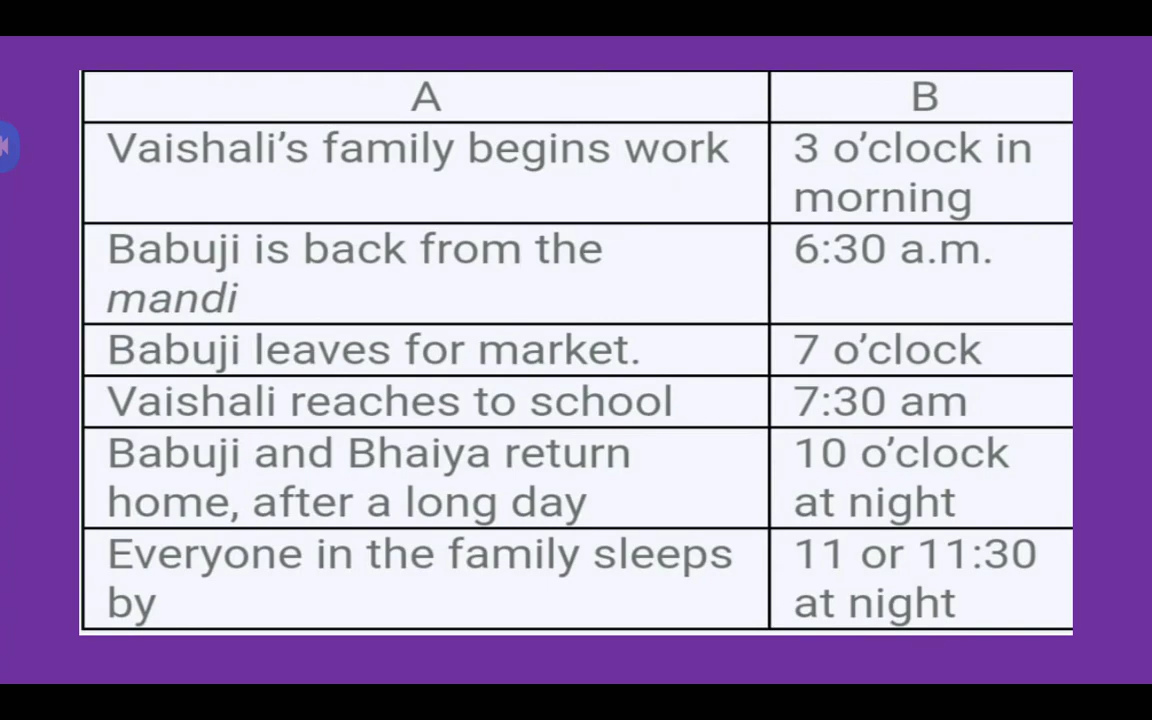 A B
Vaishali’s family begins work 3 o’clock in
morning
Babuji is back from the 6:30 a.m.
mandi
Babuji leaves for market. 7 o’clock
Vaishali reaches to school 7:30 am
Babuji and Bhaiya return 10 o’clock
home, after a long day at night
Everyone in the family sleeps 11 or 11:30
by at night